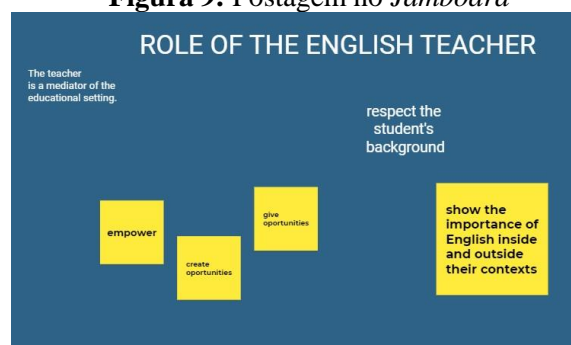 Figura 9: Postagem no Jamboard
ROLE OF THE ENGLISH TEACHER
The teacher
is a mediator of the
educational setting.
respect the
student's
background
empower
create
oportunities
give
oportunities
show the
importance of
English inside
and outside
their contexts